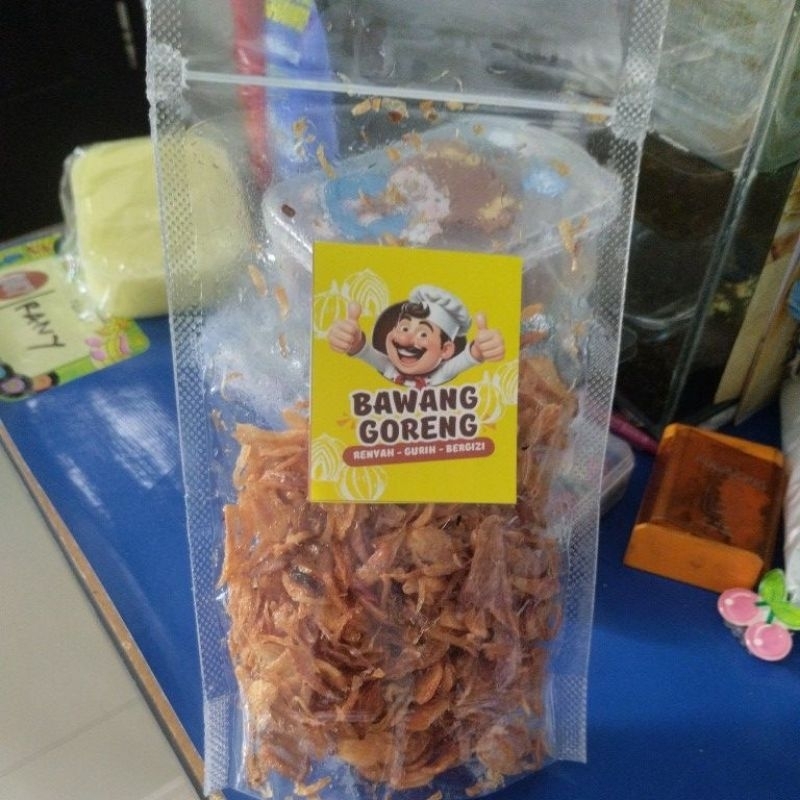 BAWANG
GORENG
RENYAH - GURIH - BERGIZI
RANY